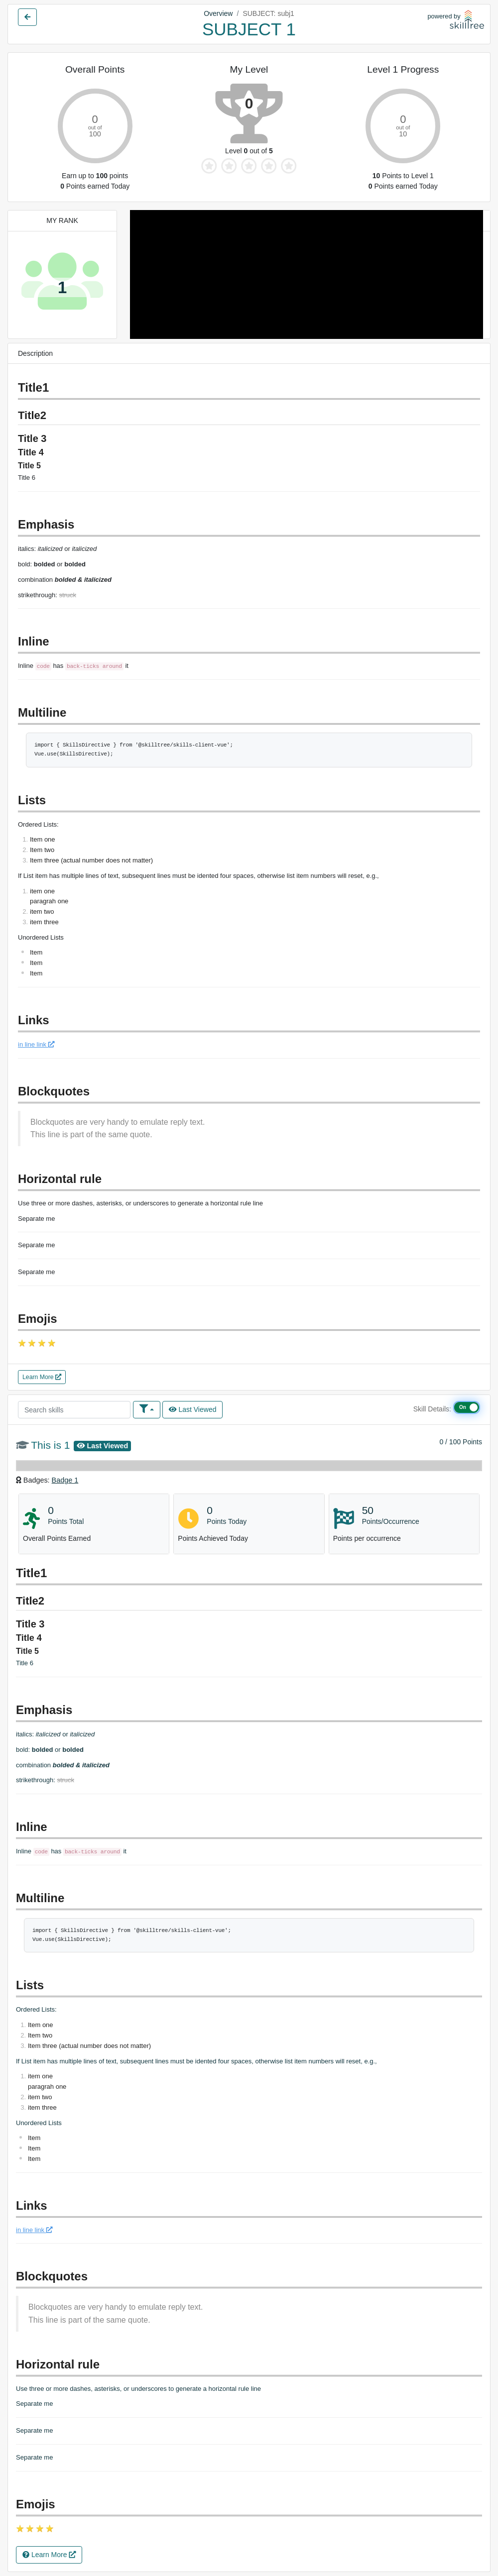 Overview / SUBJECT: subj1
SUBJECT 1
powered by
skilltree
Overall Points
0
out of
100
Earn up to 100 points
0 Points earned Today
My Level
0
Level 0 out of 5
Level 1 Progress
0
out of
10
10 Points to Level 1
0 Points earned Today
MY RANK
1
Description
Title1
Title2
Title 3
Title 4
Title 5
Title 6
Emphasis
italics: italicized or italicized
bold: bolded or bolded
combination bolded & italicized
strikethrough: struck
Inline
Inline code has back-ticks around it
Multiline
import { SkillsDirective } from '@skilltree/skills-client-vue';
Vue.use(SkillsDirective);
Lists
Ordered Lists:
1. Item one
2. Item two
3. Item three (actual number does not matter)
If List item has multiple lines of text, subsequent lines must be idented four spaces, otherwise list item numbers will reset, e.g.,
1. item one
paragrah one
2. item two
3. item three
Unordered Lists
* Item
* Item
* Item
Links
in line link
Blockquotes
Blockquotes are very handy to emulate reply text.
This line is part of the same quote.
Horizontal rule
Use three or more dashes, asterisks, or underscores to generate a horizontal rule line
Separate me
Separate me
Separate me
Emojis
⭐ ⭐ ⭐ ⭐
Learn More
Search skills
Last Viewed
Skill Details: On
This is 1 Last Viewed
0 / 100 Points
Badges: Badge 1
0
Points Total
Overall Points Earned
0
Points Today
Points Achieved Today
50
Points/Occurrence
Points per occurrence
Title1
Title2
Title 3
Title 4
Title 5
Title 6
Emphasis
italics: italicized or italicized
bold: bolded or bolded
combination bolded & italicized
strikethrough: struck
Inline
Inline code has back-ticks around it
Multiline
import { SkillsDirective } from '@skilltree/skills-client-vue';
Vue.use(SkillsDirective);
Lists
Ordered Lists:
1. Item one
2. Item two
3. Item three (actual number does not matter)
If List item has multiple lines of text, subsequent lines must be idented four spaces, otherwise list item numbers will reset, e.g.,
1. item one
paragrah one
2. item two
3. item three
Unordered Lists
* Item
* Item
* Item
Links
in line link
Blockquotes
Blockquotes are very handy to emulate reply text.
This line is part of the same quote.
Horizontal rule
Use three or more dashes, asterisks, or underscores to generate a horizontal rule line
Separate me
Separate me
Separate me
Emojis
⭐ ⭐ ⭐ ⭐
Learn More